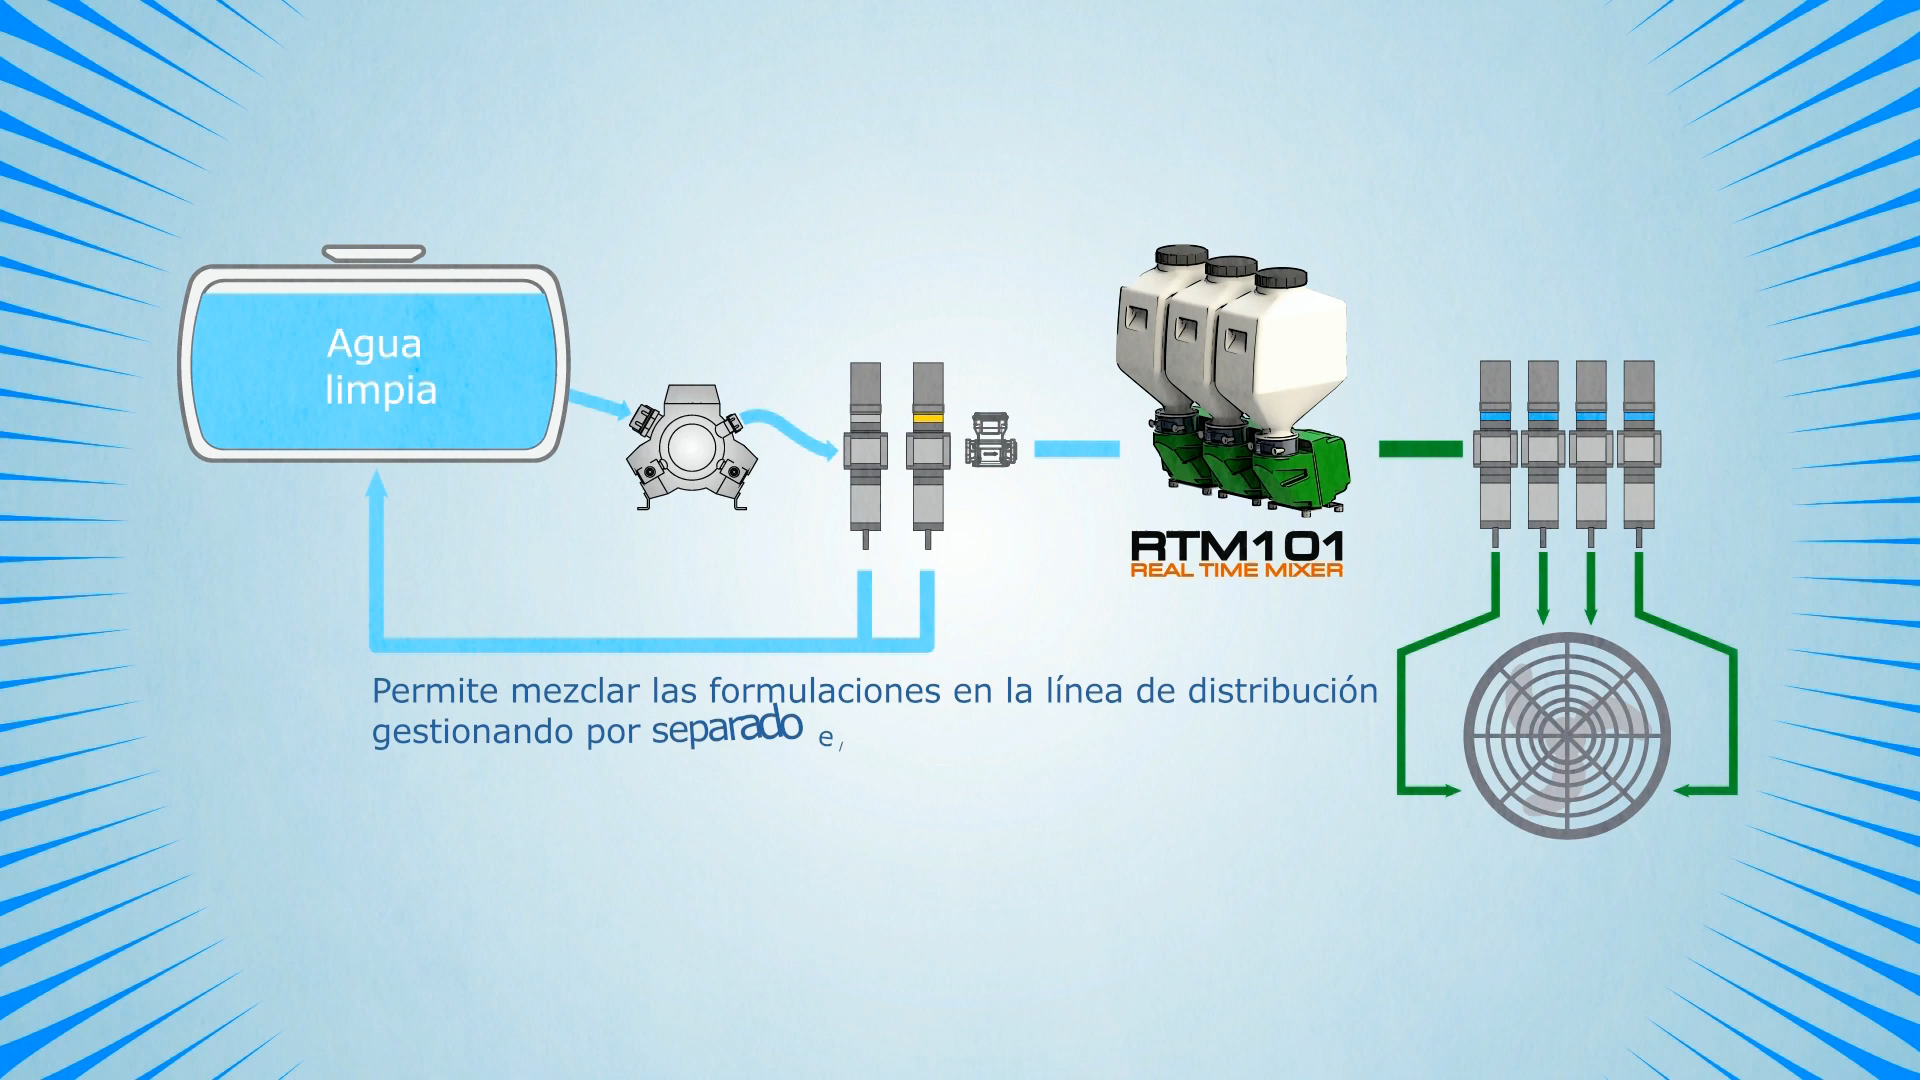 Agua
limpia
RTM101
REAL TIME MIXER
Permite mezclar las formulaciones en la línea de distribución
gestionando por separado e